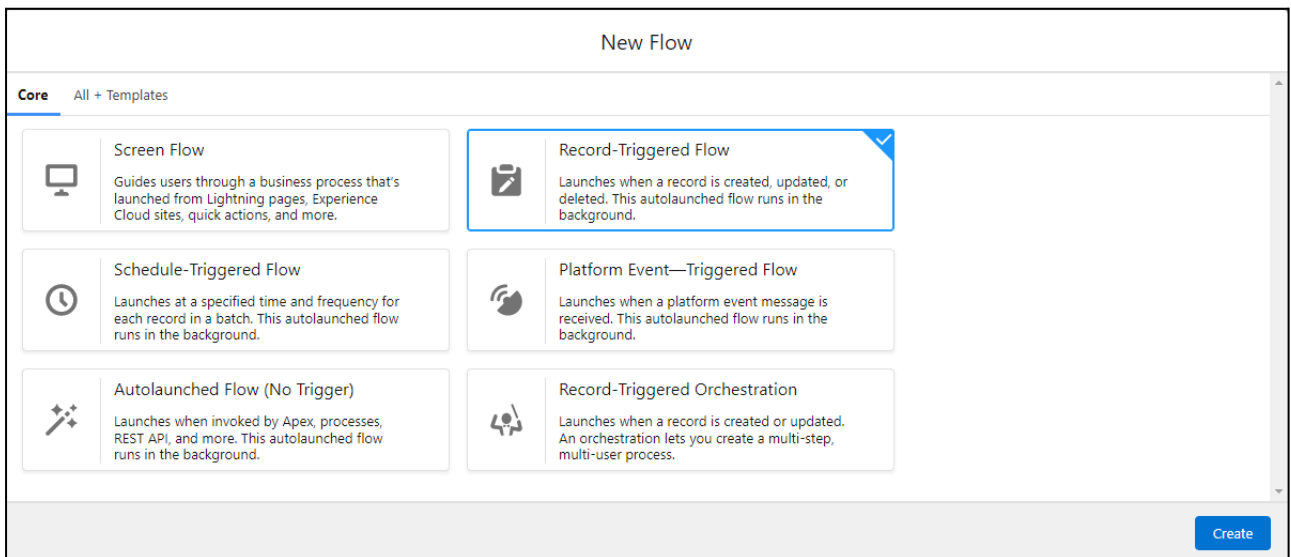 New Flow
Core All + Templates
Screen Flow
Guides users through a business process that's
launched from Lightning pages, Experience
Cloud sites, quick actions, and more.
Record-Triggered Flow
Launches when a record is created, updated, or
deleted. This autolaunched flow runs in the
background.
Schedule-Triggered Flow
Launches at a specified time and frequency for
each record in a batch. This autolaunched flow
runs in the background.
Platform Event—Triggered Flow
Launches when a platform event message is
received. This autolaunched flow runs in the
background.
Autolaunched Flow (No Trigger)
Launches when invoked by Apex, processes,
REST API, and more. This autolaunched flow
runs in the background.
Record-Triggered Orchestration
Launches when a record is created or updated.
An orchestration lets you create a multi-step,
multi-user process.
Create